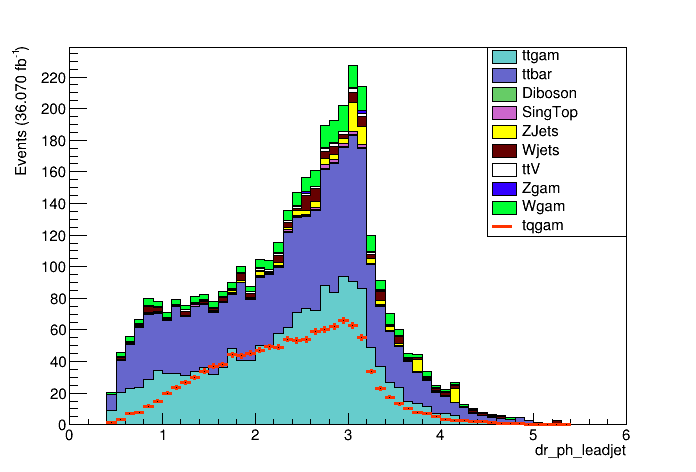 Events (36.070 fb⁻¹)
220
200
180
160
140
120
100
80
60
40
20
0
0 1 2 3 4 5 6
dr_ph_leadjet
ttgam
ttbar
Diboson
SingTop
ZJets
Wjets
ttV
Zgam
Wgam
tqgam